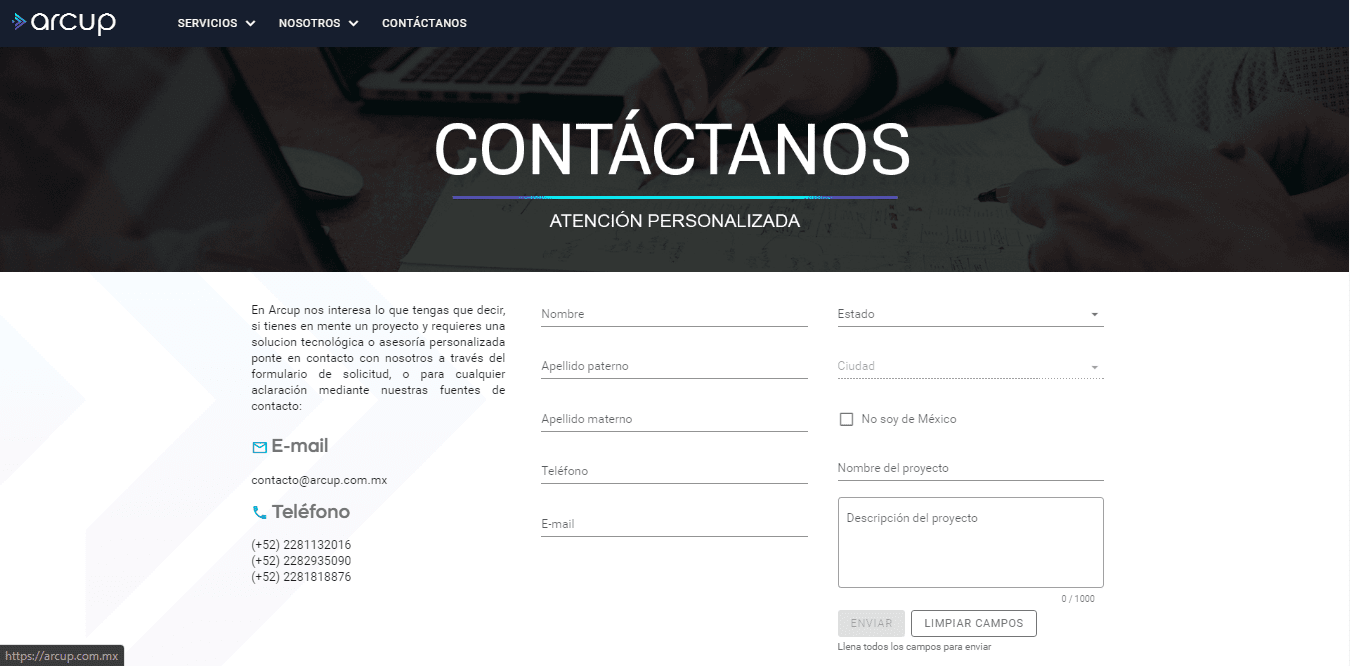 arcup
SERVICIOS
NOSOTROS
CONTÁCTANOS
CONTÁCTANOS
ATENCIÓN PERSONALIZADA
En Arcup nos interesa lo que tengas que decir,
si tienes en mente un proyecto y requieres una
solucion tecnológica o asesoría personalizada
ponte en contacto con nosotros a través del
formulario de solicitud, o para cualquier
aclaración mediante nuestras fuentes de
contacto:
E-mail
contacto@arcup.com.mx
Teléfono
(+52) 2281132016
(+52) 2282935090
(+52) 2281818876
Nombre
Apellido paterno
Apellido materno
Teléfono
E-mail
Estado
Ciudad
No soy de México
Nombre del proyecto
Descripción del proyecto
0 / 1000
ENVIAR
LIMPIAR CAMPOS
Llena todos los campos para enviar
https://arcup.com.mx